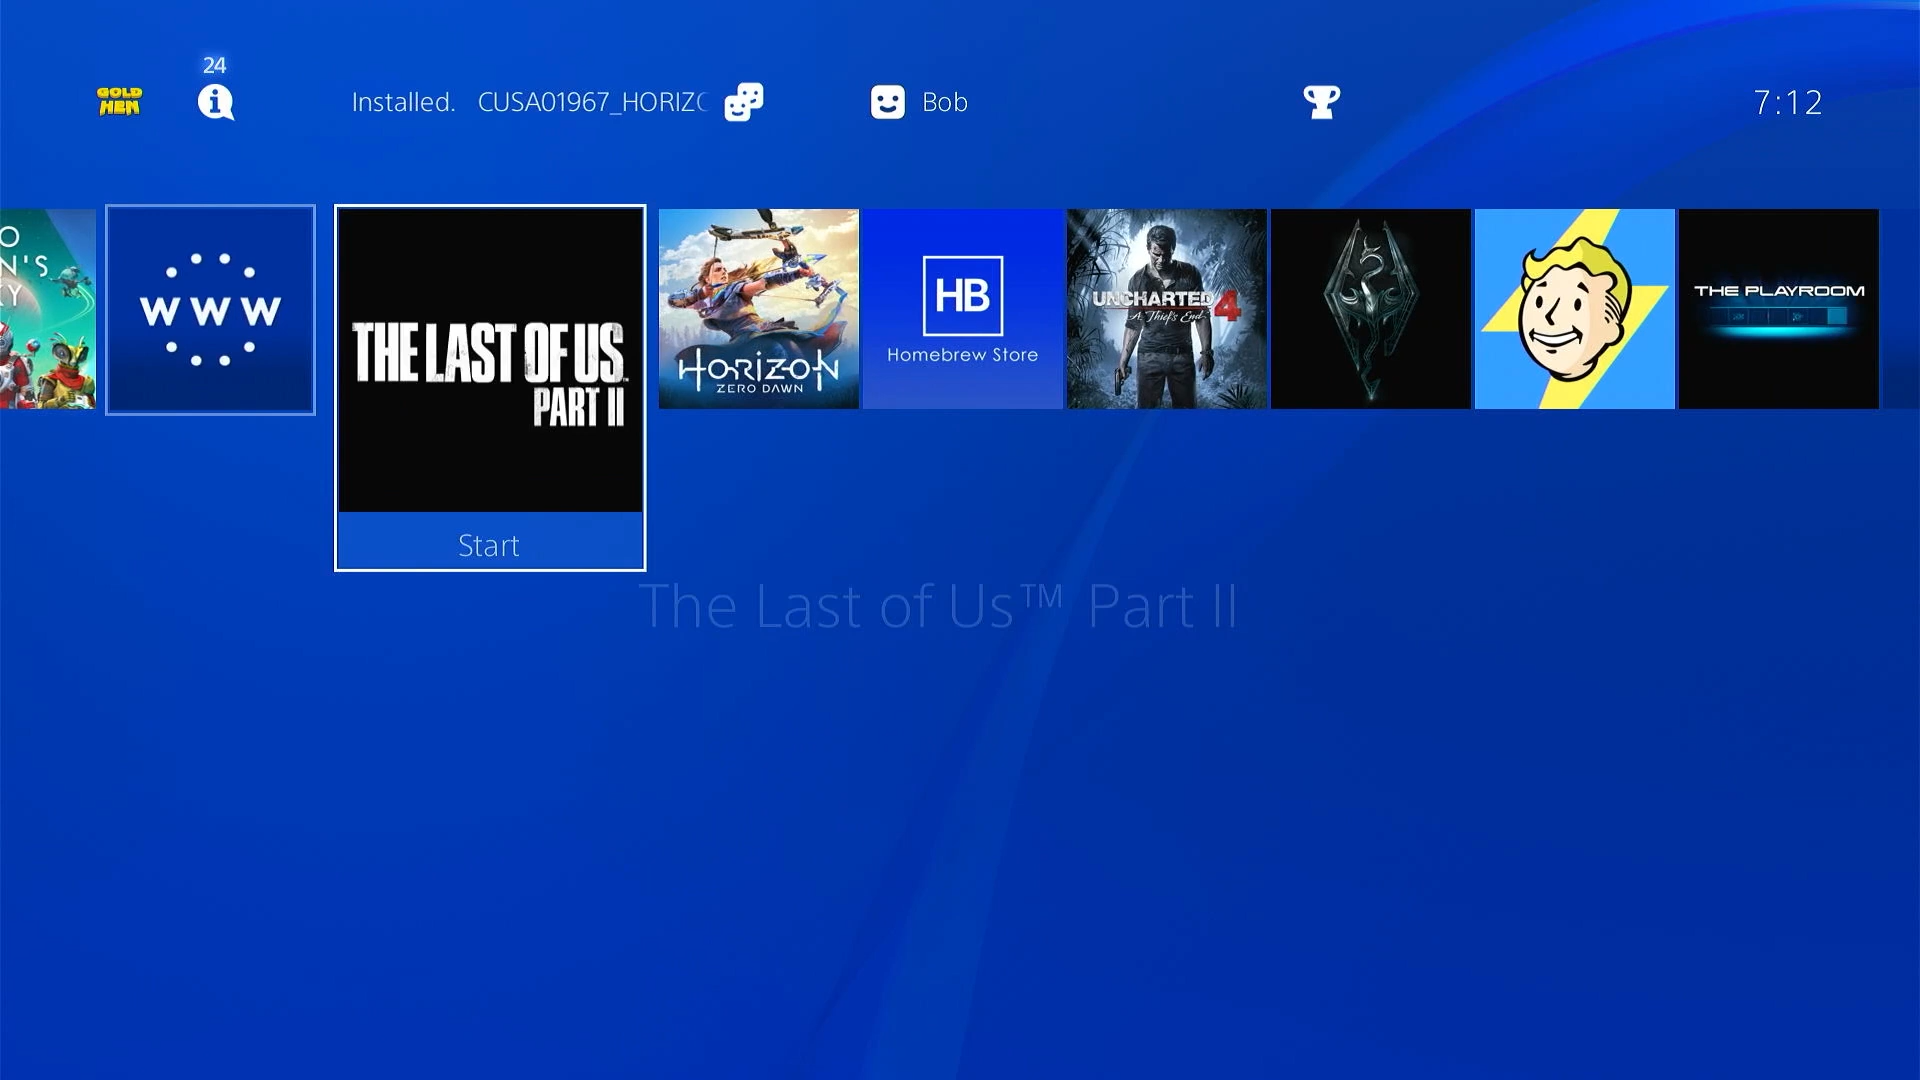 24
GOLD
HEN
Installed. CUSA01967_HORIZ
Bob
7:12
O
N'S
Y
WWW
THE LAST OF US
PART II
Start
HORIZON
ZERO DAWN
HB
Homebrew Store
UNCHARTED 4
A Thief's End
THE PLAYROOM
The Last of Us™ Part II